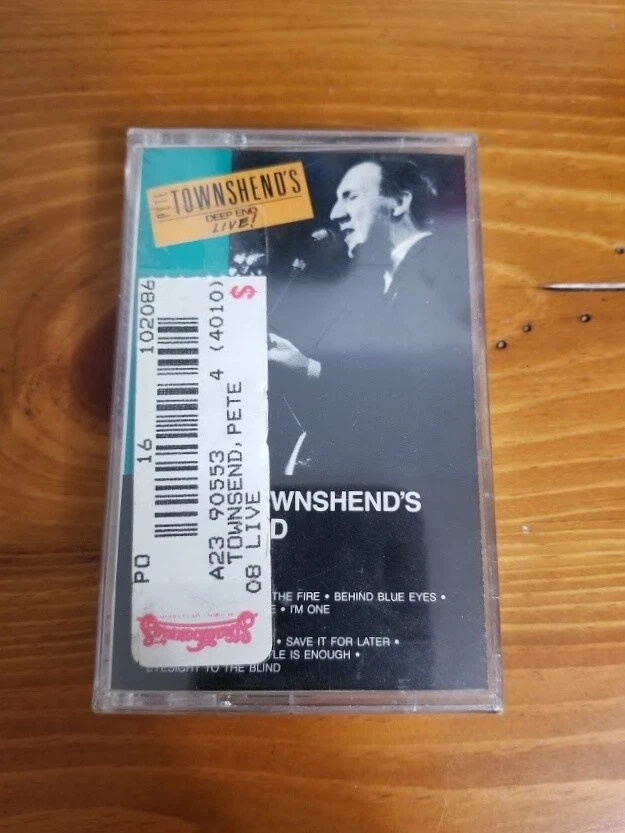 PETE
TOWNSHEND'S
DEEP END
LIVE!
PO 16 102086
A23 90553 4 (4010)
TOWNSEND, PETE
08 LIVE
$
WNSHEND'S
D
THE FIRE • BEHIND BLUE EYES •
E • I'M ONE
• SAVE IT FOR LATER •
TLE IS ENOUGH •
EYESIGHT TO THE BLIND